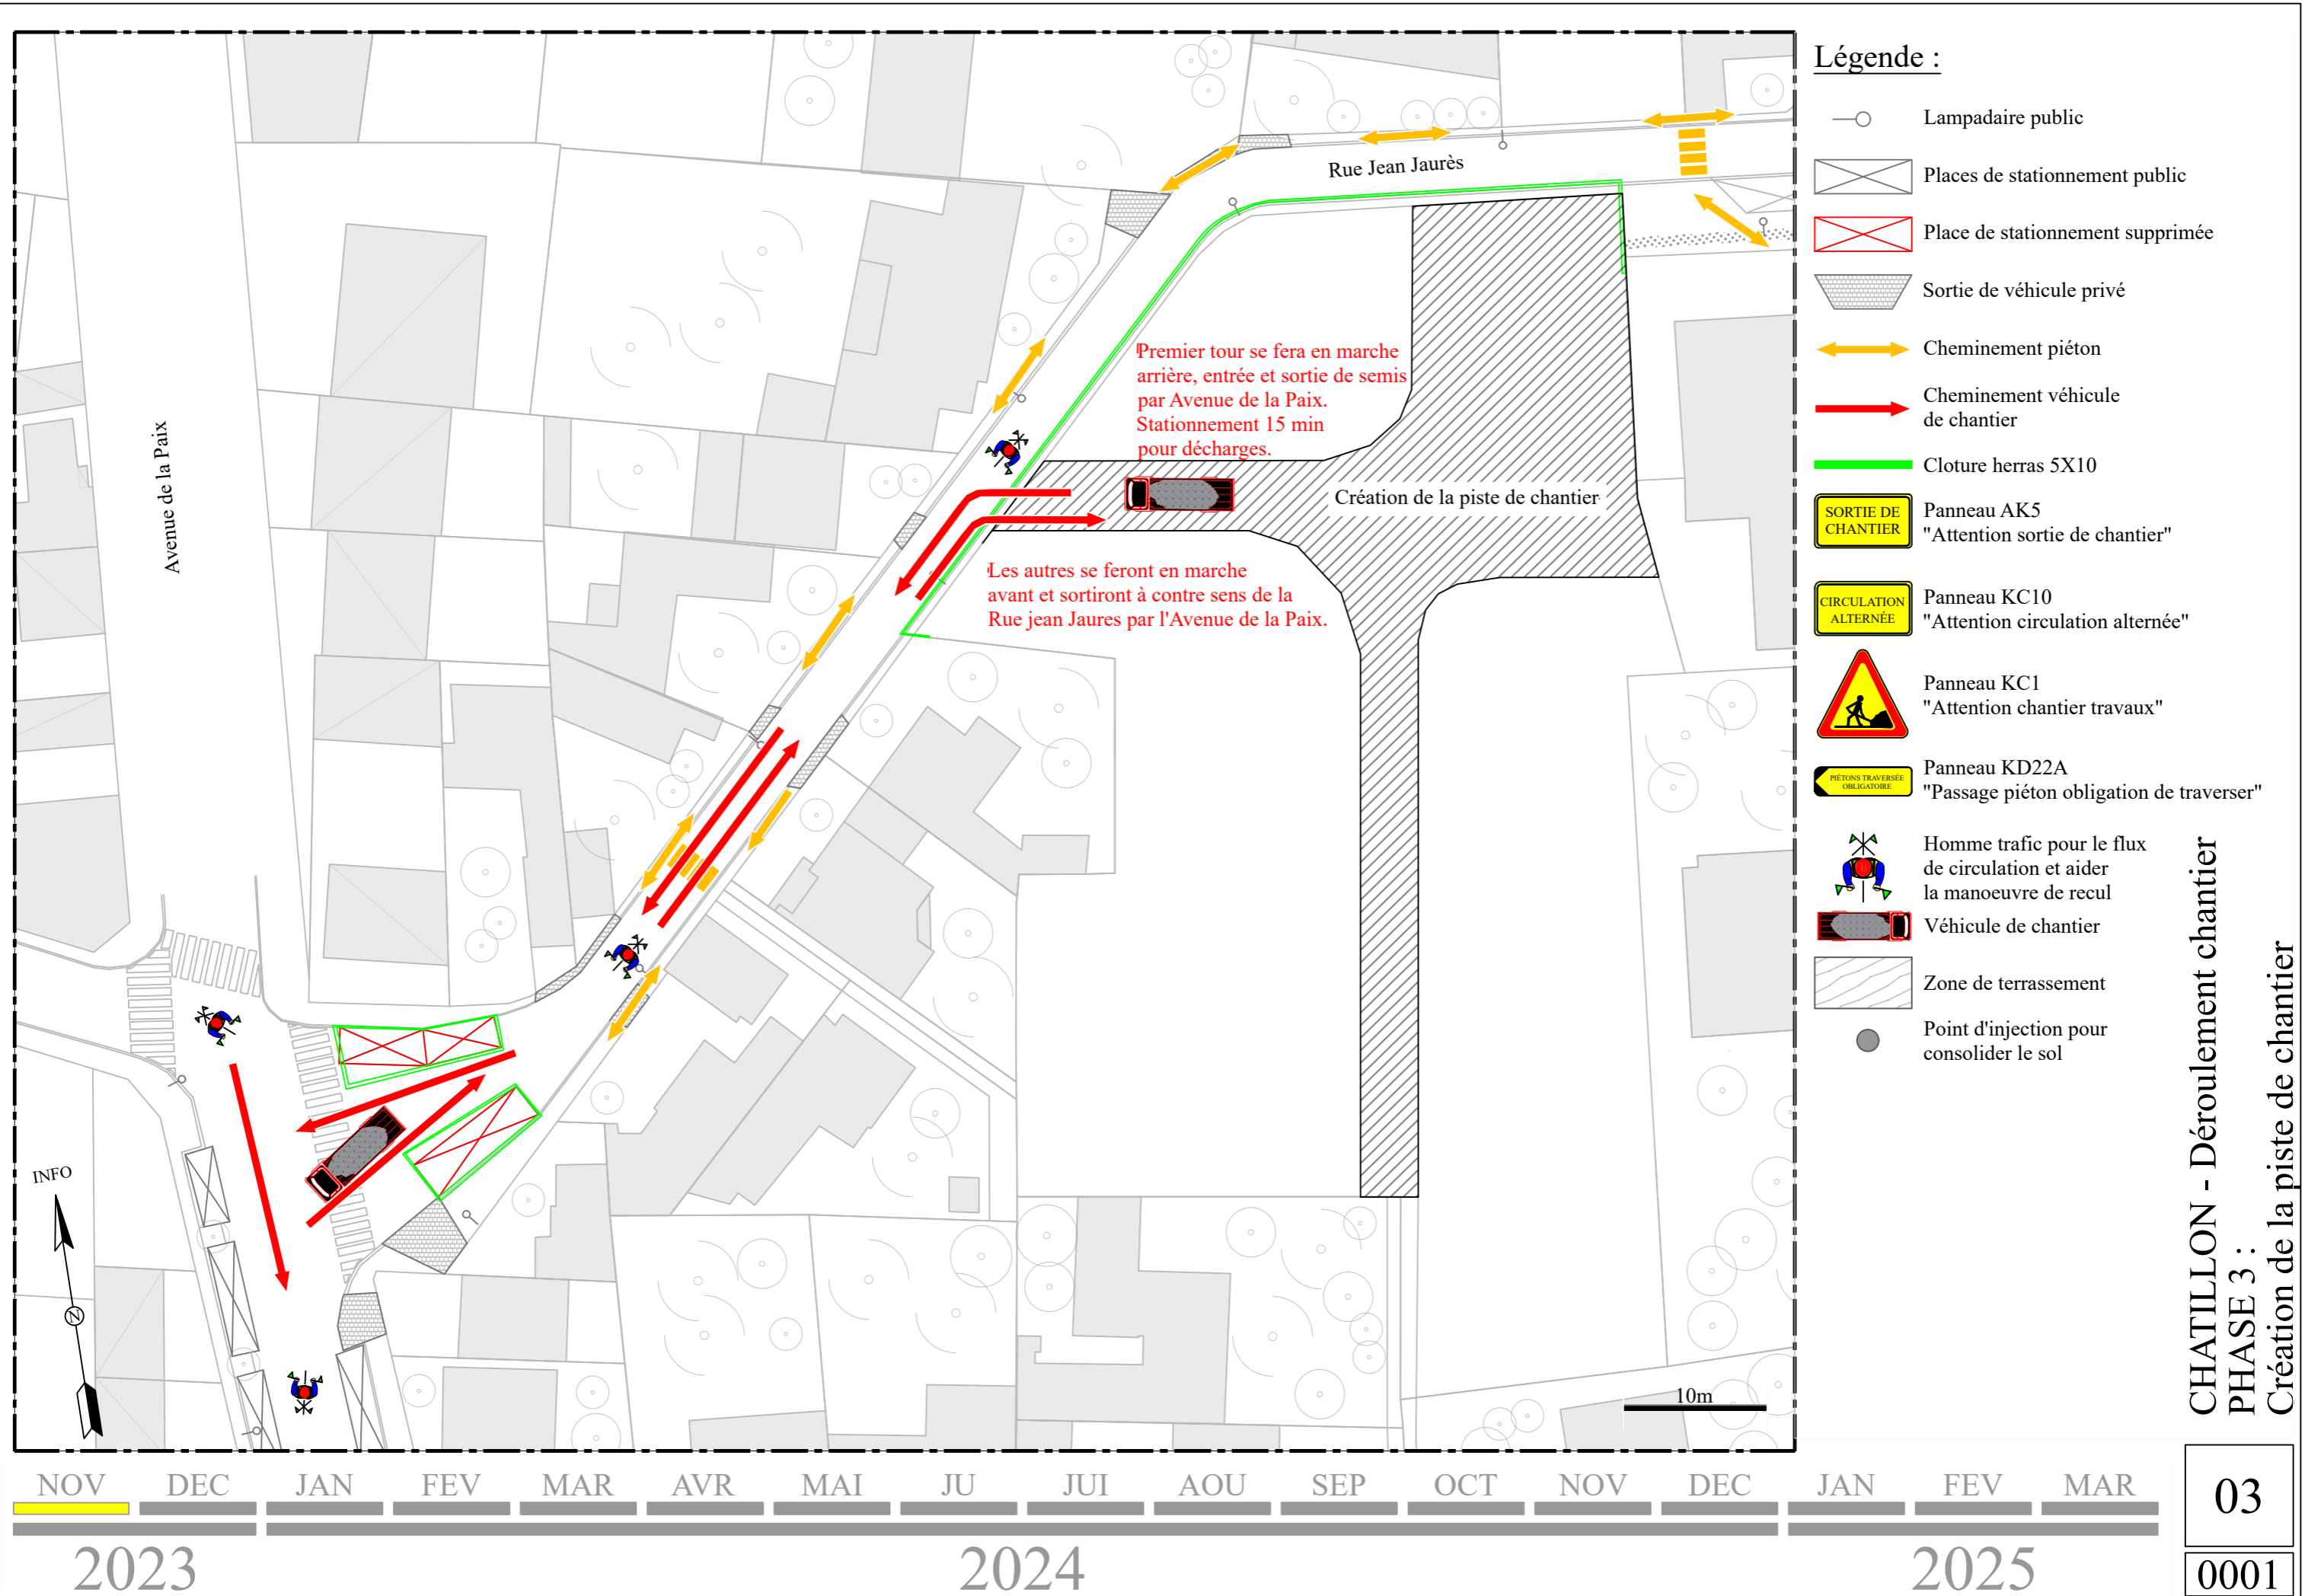 Légende :
Lampadaire public
Places de stationnement public
Place de stationnement supprimée
Sortie de véhicule privé
Cheminement piéton
Cheminement véhicule
de chantier
Cloture herras 5X10
SORTIE DE
CHANTIER
Panneau AK5
"Attention sortie de chantier"
CIRCULATION
ALTERNÉE
Panneau KC10
"Attention circulation alternée"
Panneau KC1
"Attention chantier travaux"
PIÉTONS TRAVERSÉE
OBLIGATOIRE
Panneau KD22A
"Passage piéton obligation de traverser"
Homme trafic pour le flux
de circulation et aider
la manoeuvre de recul
Véhicule de chantier
Zone de terrassement
Point d'injection pour
consolider le sol
Rue Jean Jaurès
Avenue de la Paix
Premier tour se fera en marche
arrière, entrée et sortie de semis
par Avenue de la Paix.
Stationnement 15 min
pour décharges.
Création de la piste de chantier
Les autres se feront en marche
avant et sortiront à contre sens de la
Rue jean Jaures par l'Avenue de la Paix.
INFO
N
10m
CHATILLON - Déroulement chantier
PHASE 3 :
Création de la piste de chantier
NOV DEC JAN FEV MAR AVR MAI JU JUI AOU SEP OCT NOV DEC JAN FEV MAR
2023 2024 2025
03
0001